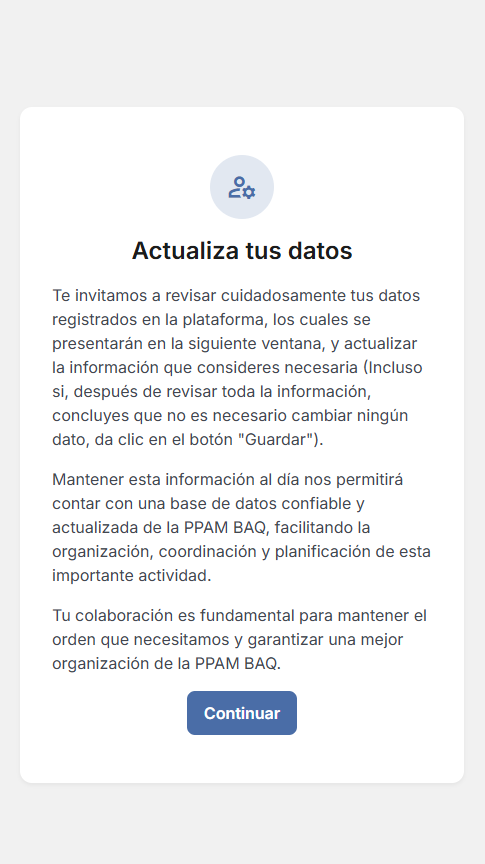 Actualiza tus datos
Te invitamos a revisar cuidadosamente tus datos
registrados en la plataforma, los cuales se
presentarán en la siguiente ventana, y actualizar
la información que consideres necesaria (Incluso
si, después de revisar toda la información,
concluyes que no es necesario cambiar ningún
dato, da clic en el botón "Guardar").
Mantener esta información al día nos permitirá
contar con una base de datos confiable y
actualizada de la PPAM BAQ, facilitando la
organización, coordinación y planificación de esta
importante actividad.
Tu colaboración es fundamental para mantener el
orden que necesitamos y garantizar una mejor
organización de la PPAM BAQ.
Continuar